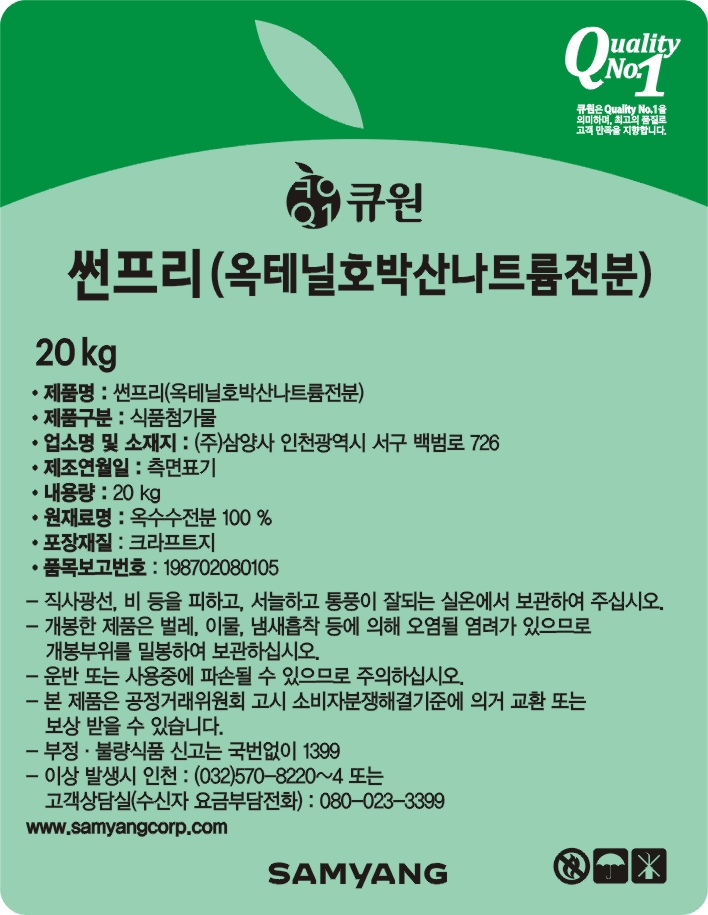 Quality
No.1
큐원은 Quality No.1을
의미하며, 최고의 품질로
고객 만족을 지향합니다.
큐원
썬프리(옥테닐호박산나트륨전분)
20 kg
• 제품명 : 썬프리(옥테닐호박산나트륨전분)
• 제품구분 : 식품첨가물
• 업소명 및 소재지 : (주)삼양사 인천광역시 서구 백범로 726
• 제조연월일 : 측면표기
• 내용량 : 20 kg
• 원재료명 : 옥수수전분 100 %
• 포장재질 : 크라프트지
• 품목보고번호 : 198702080105
– 직사광선, 비 등을 피하고, 서늘하고 통풍이 잘되는 실온에서 보관하여 주십시오.
– 개봉한 제품은 벌레, 이물, 냄새흡착 등에 의해 오염될 염려가 있으므로
개봉부위를 밀봉하여 보관하십시오.
– 운반 또는 사용중에 파손될 수 있으므로 주의하십시오.
– 본 제품은 공정거래위원회 고시 소비자분쟁해결기준에 의거 교환 또는
보상 받을 수 있습니다.
– 부정 · 불량식품 신고는 국번없이 1399
– 이상 발생시 인천 : (032)570-8220~4 또는
고객상담실(수신자 요금부담전화) : 080-023-3399
www.samyangcorp.com
SAMYANG